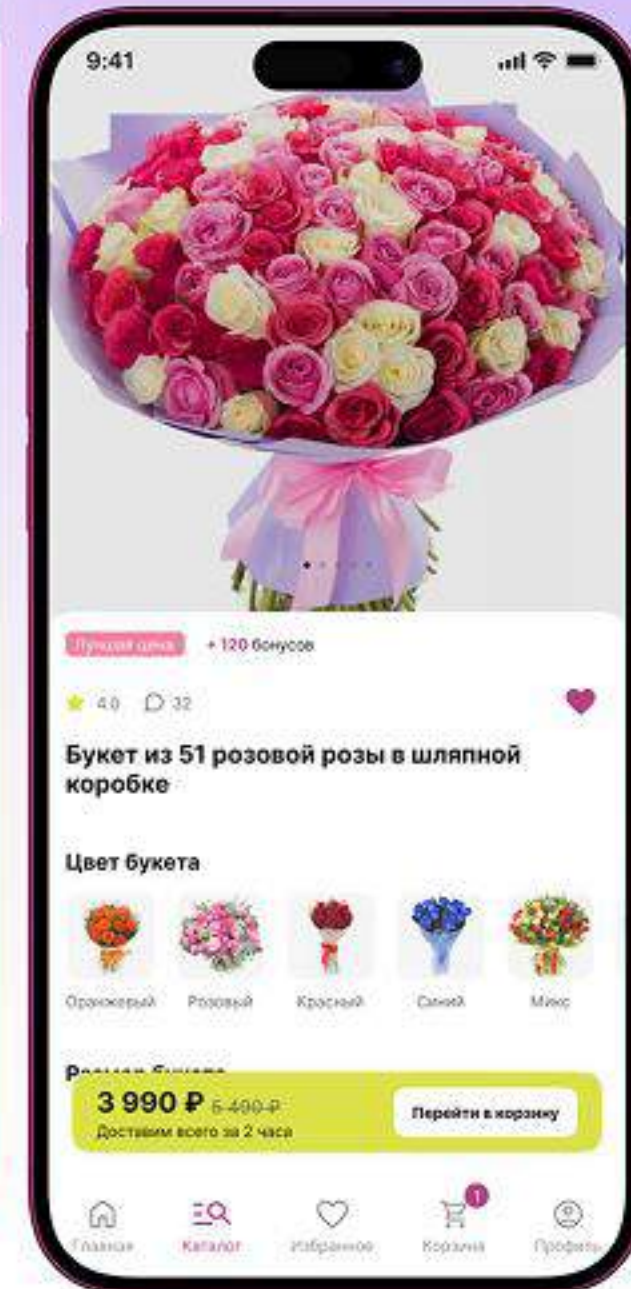 9:41
Лучшая цена + 120 бонусов
4.0 32
Букет из 51 розовой розы в шляпной
коробке
Цвет букета
Оранжевый Розовый Красный Синий Микс
Размер букета
3 990 ₽ 5 490 ₽
Доставим всего за 2 часа
Перейти в корзину
1
Главная Каталог Избранное Корзина Профиль